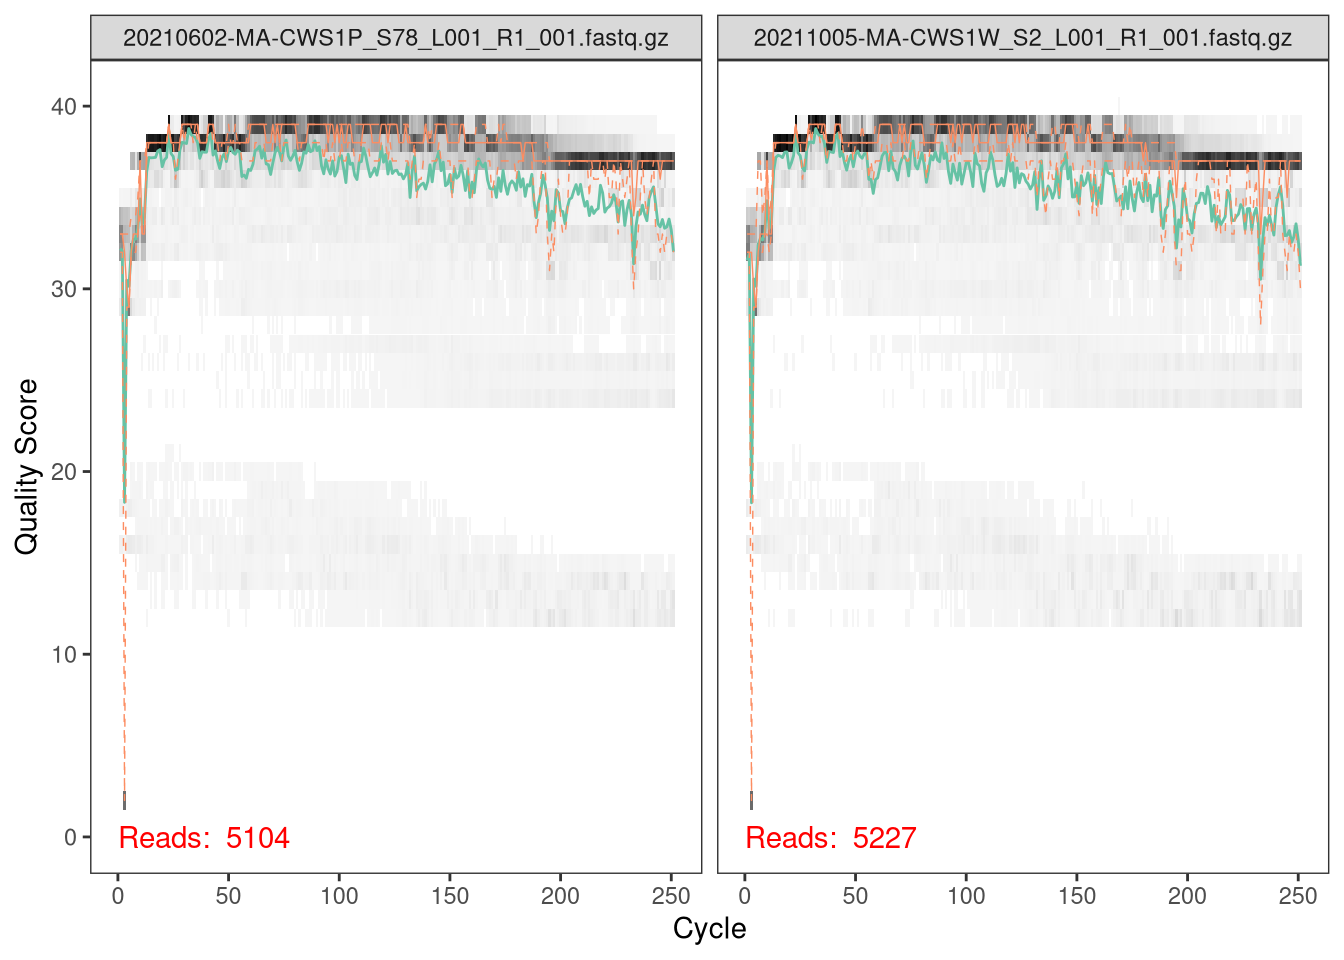 20210602-MA-CWS1P_S78_L001_R1_001.fastq.gz
20211005-MA-CWS1W_S2_L001_R1_001.fastq.gz
40
30
20
10
0
Quality Score
Reads: 5104
Reads: 5227
0 50 100 150 200 250
0 50 100 150 200 250
Cycle